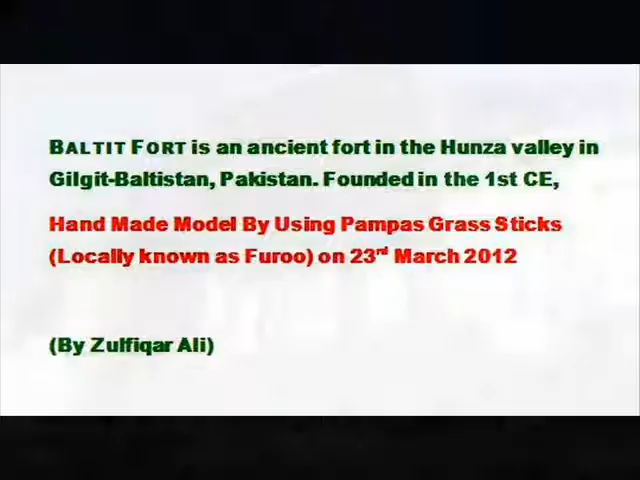 BALTIT FORT is an ancient fort in the Hunza valley in
Gilgit-Baltistan, Pakistan. Founded in the 1st CE,
Hand Made Model By Using Pampas Grass Sticks
(Locally known as Furoo) on 23rd March 2012
(By Zulfiqar Ali)